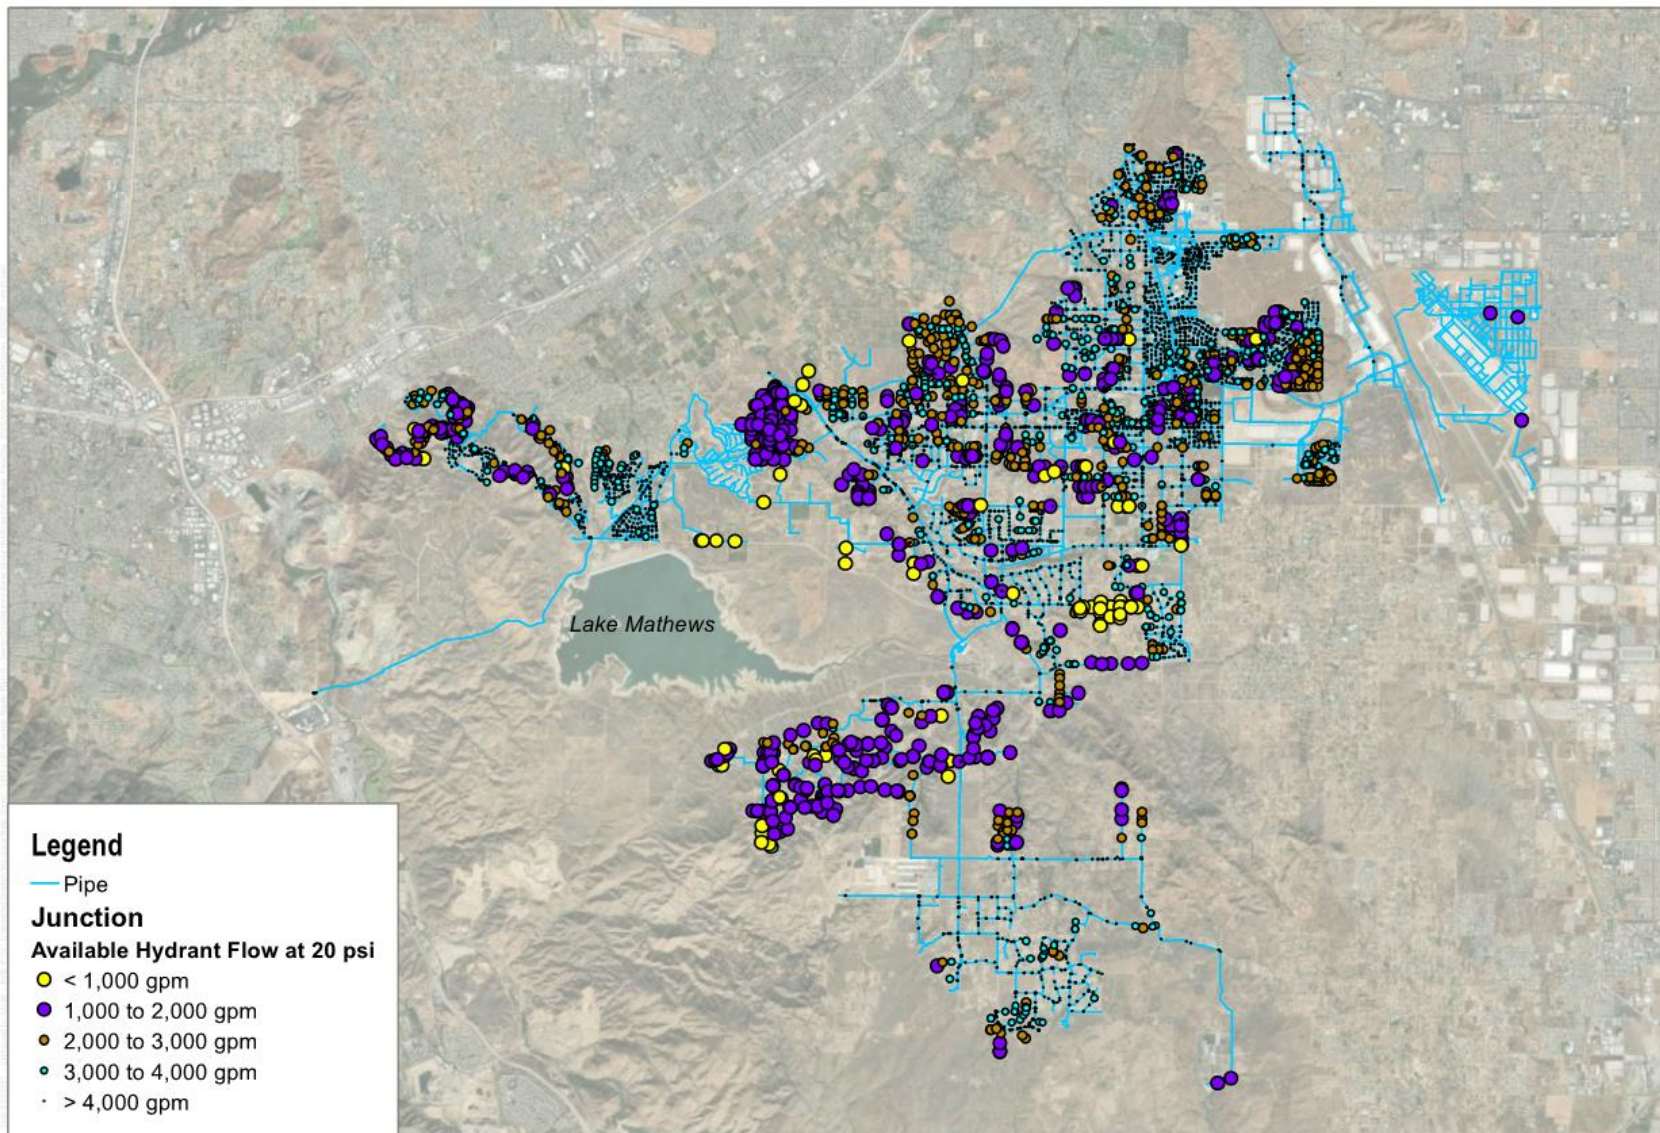 Lake Mathews
Legend
Pipe
Junction
Available Hydrant Flow at 20 psi
< 1,000 gpm
1,000 to 2,000 gpm
2,000 to 3,000 gpm
3,000 to 4,000 gpm
> 4,000 gpm